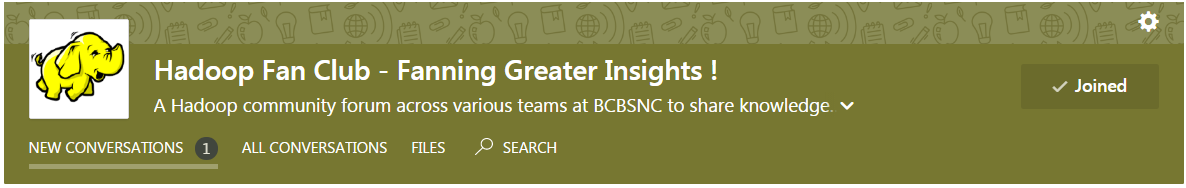 Hadoop Fan Club - Fanning Greater Insights !
A Hadoop community forum across various teams at BCBSNC to share knowledge.
Joined
NEW CONVERSATIONS 1 ALL CONVERSATIONS FILES SEARCH